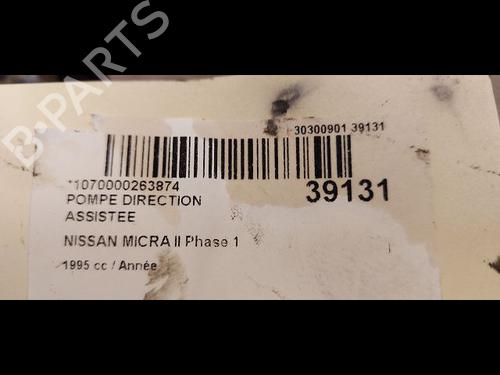 30300901 39131
*1070000263874
39131
POMPE DIRECTION
ASSISTEE
NISSAN MICRA II Phase 1
1995 cc / Année
B-PARTS